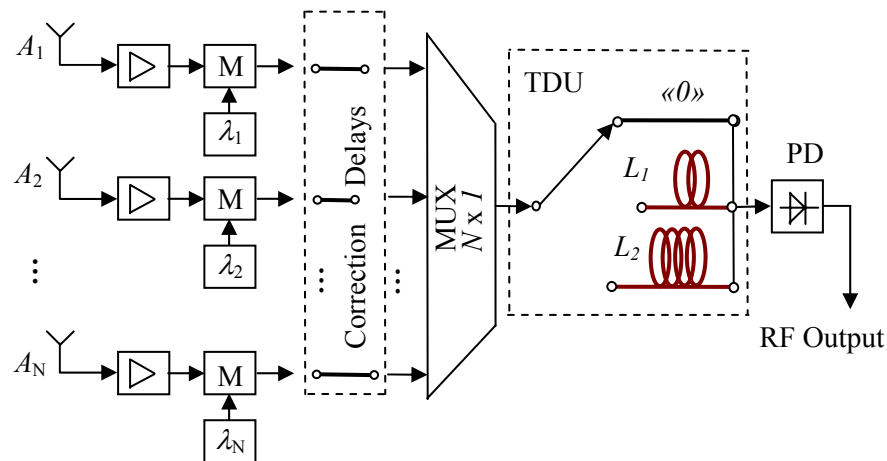 A1
M
λ1
A2
M
λ2
...
AN
M
λN
Correction Delays
...
...
MUX
N x 1
TDU
«0»
L1
L2
PD
RF Output